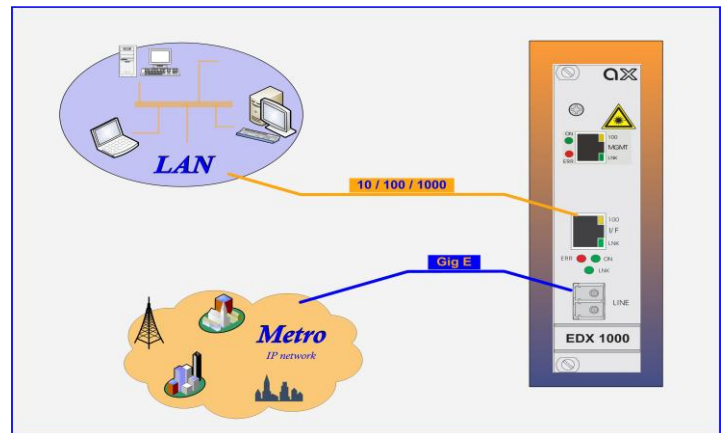 LAN
10 / 100 / 1000
Gig E
Metro
IP network
ax
ON
100
MGMT
ERR
LNK
100
I/F
LNK
ERR
ON
LNK
LINE
EDX 1000